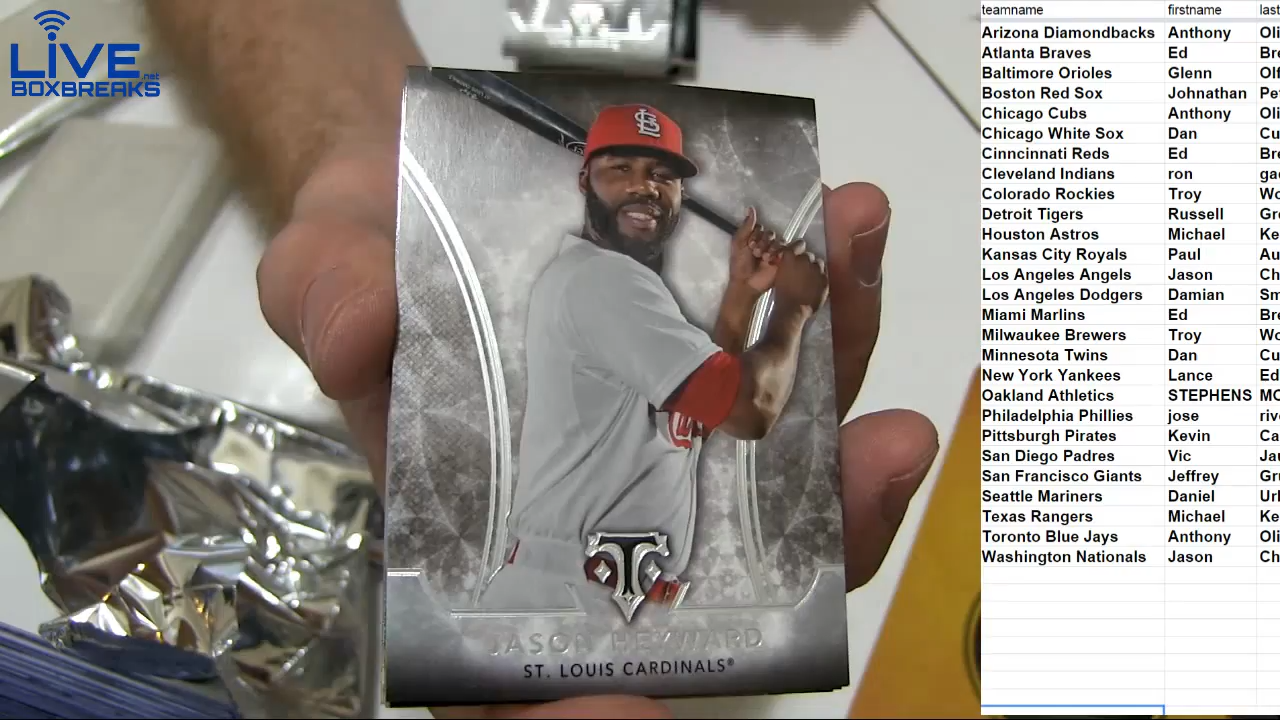 LIVE
.net
BOXBREAKS
JASON HEYWARD
ST. LOUIS CARDINALS®
teamname firstname last
Arizona Diamondbacks Anthony Oli
Atlanta Braves Ed Bre
Baltimore Orioles Glenn Olf
Boston Red Sox Johnathan Pet
Chicago Cubs Anthony Oli
Chicago White Sox Dan Cu
Cinncinnati Reds Ed Bre
Cleveland Indians ron gae
Colorado Rockies Troy Wo
Detroit Tigers Russell Gre
Houston Astros Michael Ke
Kansas City Royals Paul Au
Los Angeles Angels Jason Ch
Los Angeles Dodgers Damian Sm
Miami Marlins Ed Bre
Milwaukee Brewers Troy Wo
Minnesota Twins Dan Cu
New York Yankees Lance Ed
Oakland Athletics STEPHENS MC
Philadelphia Phillies jose rive
Pittsburgh Pirates Kevin Ca
San Diego Padres Vic Jau
San Francisco Giants Jeffrey Gru
Seattle Mariners Daniel Url
Texas Rangers Michael Ke
Toronto Blue Jays Anthony Oli
Washington Nationals Jason Ch